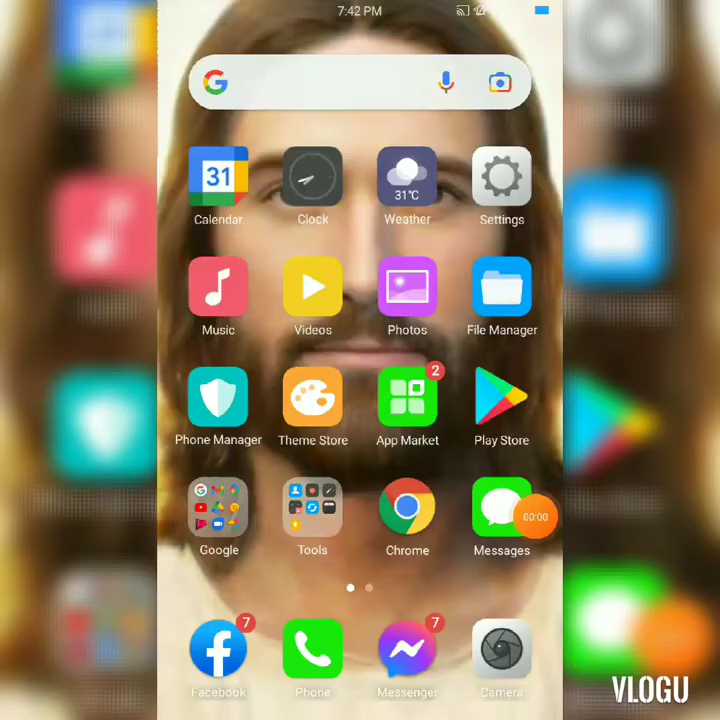 7:42 PM
31
31°C
Calendar
Clock
Weather
Settings
Music
Videos
Photos
File Manager
2
Phone Manager
Theme Store
App Market
Play Store
00:00
Google
Tools
Chrome
Messages
7
7
Facebook
Phone
Messenger
Camera
VLOGU